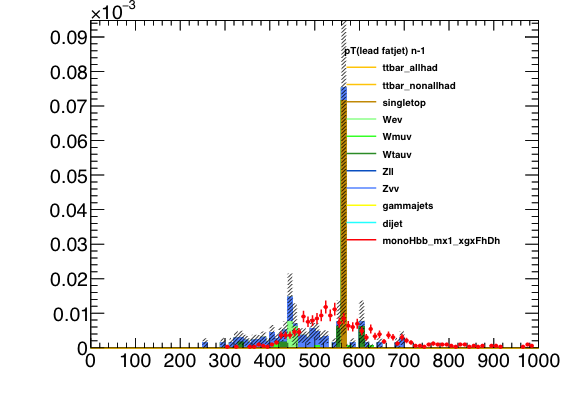 ×10⁻³
0.09
0.08
0.07
0.06
0.05
0.04
0.03
0.02
0.01
0
pT(lead fatjet) n-1
ttbar_allhad
ttbar_nonallhad
singletop
Wev
Wmuv
Wtauv
Zll
Zvv
gammajets
dijet
monoHbb_mx1_xgxFhDh
0 100 200 300 400 500 600 700 800 900 1000